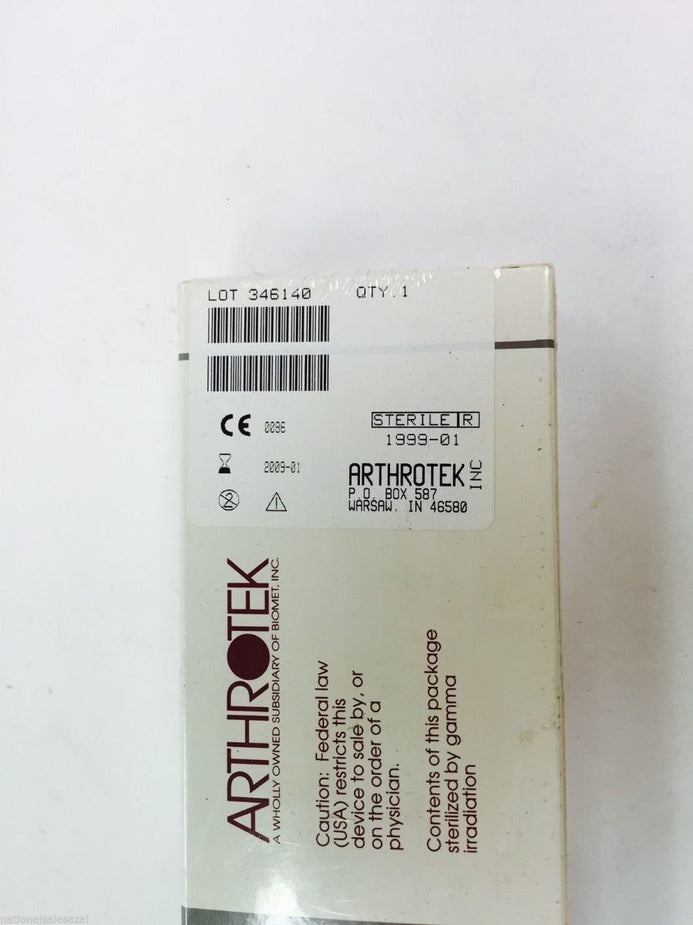 LOT 346140 QTY. 1
CE 0086
STERILE R
1999-01
2009-01
ARTHROTEK INC
P.O. BOX 587
WARSAW, IN 46580
ARTHROTEK
A WHOLLY OWNED SUBSIDIARY OF BIOMET, INC.
Caution: Federal law
(USA) restricts this
device to sale by, or
on the order of a
physician.
Contents of this package
sterilized by gamma
irradiation
nationalsalesazal